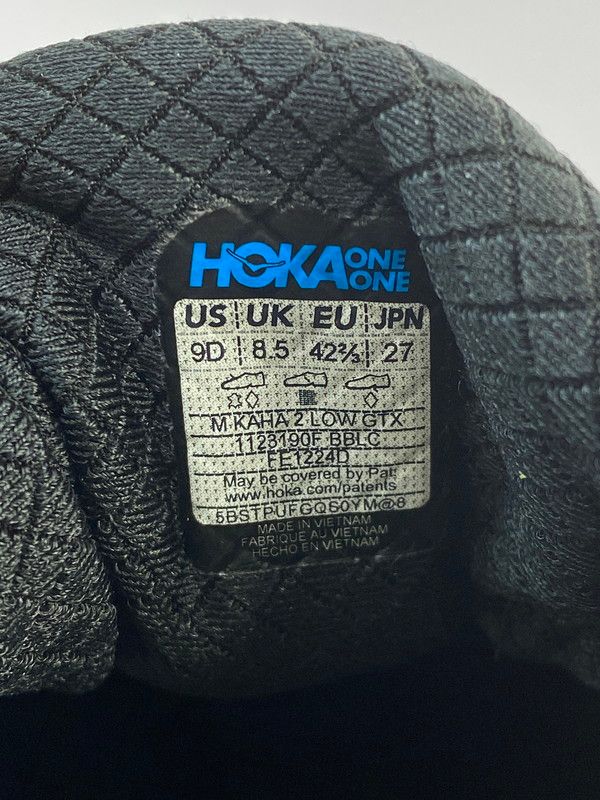 HOKA ONE ONE
US UK EU JPN
9D 8.5 42⅔ 27
M KAHA 2 LOW GTX
1123190F BBLC
FE1224D
May be covered by Pat:
www.hoka.com/patents
5BSTPUFGQS0YM@8
MADE IN VIETNAM
FABRIQUÉ AU VIETNAM
HECHO EN VIETNAM